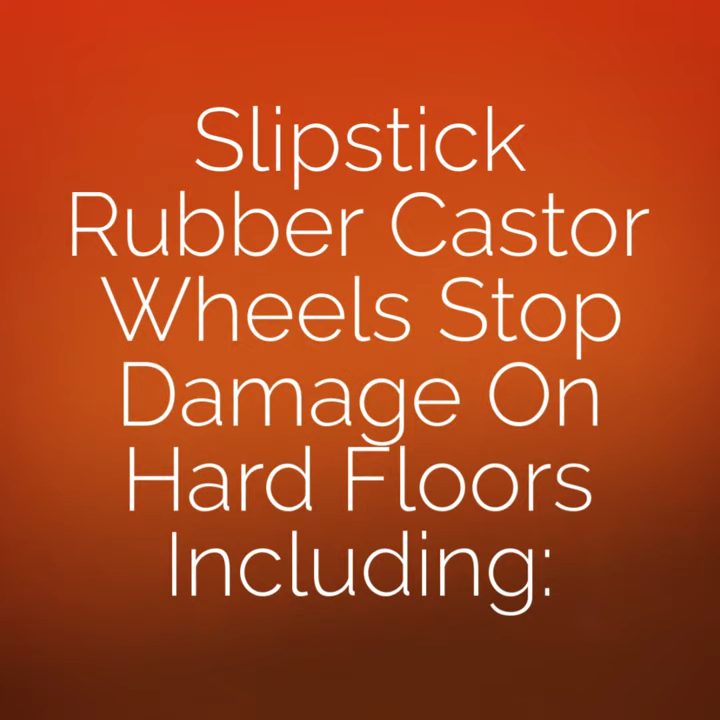 Slipstick
Rubber Castor
Wheels Stop
Damage On
Hard Floors
Including: